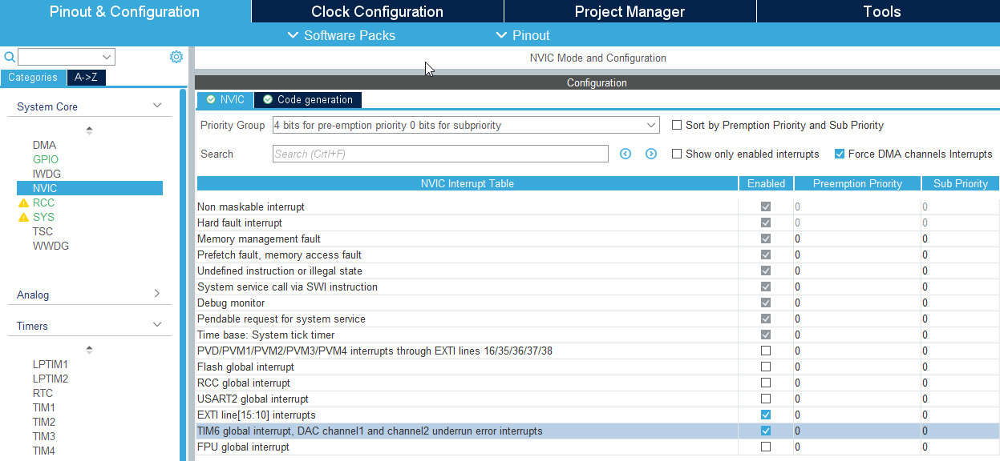 Pinout & Configuration Clock Configuration Project Manager Tools
Software Packs Pinout
NVIC Mode and Configuration
Categories A->Z
System Core
DMA
GPIO
IWDG
NVIC
RCC
SYS
TSC
WWDG
Analog
Timers
LPTIM1
LPTIM2
RTC
TIM1
TIM2
TIM3
TIM4
Configuration
NVIC Code generation
Priority Group 4 bits for pre-emption priority 0 bits for subpriority Sort by Premption Priority and Sub Priority
Search Search (Crtl+F) Show only enabled interrupts Force DMA channels Interrupts
NVIC Interrupt Table Enabled Preemption Priority Sub Priority
Non maskable interrupt 0 0
Hard fault interrupt 0 0
Memory management fault 0 0
Prefetch fault, memory access fault 0 0
Undefined instruction or illegal state 0 0
System service call via SWI instruction 0 0
Debug monitor 0 0
Pendable request for system service 0 0
Time base: System tick timer 0 0
PVD/PVM1/PVM2/PVM3/PVM4 interrupts through EXTI lines 16/35/36/37/38 0 0
Flash global interrupt 0 0
RCC global interrupt 0 0
USART2 global interrupt 0 0
EXTI line[15:10] interrupts 0 0
TIM6 global interrupt, DAC channel1 and channel2 underrun error interrupts 0 0
FPU global interrupt 0 0